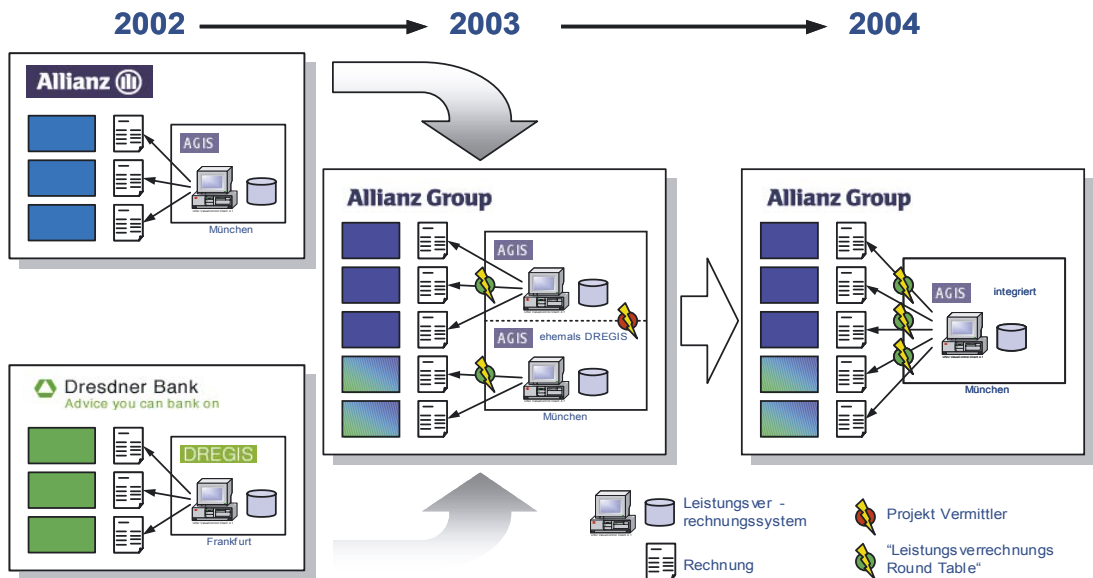 2002
2003
2004
Allianz
AGIS
München
Dresdner Bank
Advice you can bank on
DREGIS
Frankfurt
Allianz Group
AGIS
AGIS ehemals DREGIS
München
Allianz Group
AGIS integriert
München
Leistungsver -
rechnungssystem
Rechnung
Projekt Vermittler
“Leistungsverrechnungs
Round Table“